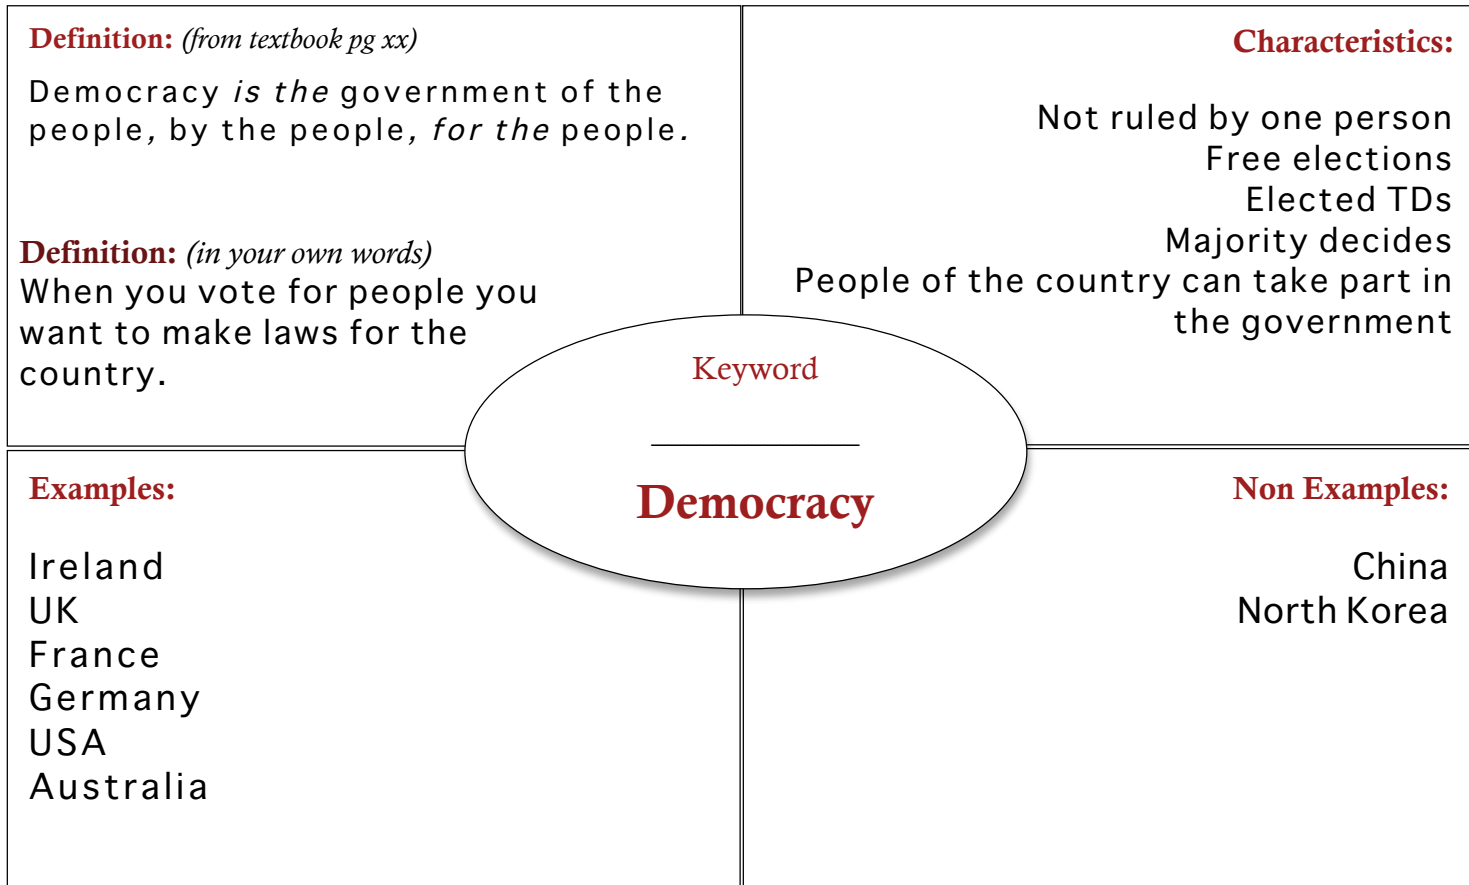 Definition: (from textbook pg xx)
Democracy is the government of the
people, by the people, for the people.
Definition: (in your own words)
When you vote for people you
want to make laws for the
country.
Characteristics:
Not ruled by one person
Free elections
Elected TDs
Majority decides
People of the country can take part in
the government
Keyword
Democracy
Examples:
Ireland
UK
France
Germany
USA
Australia
Non Examples:
China
North Korea